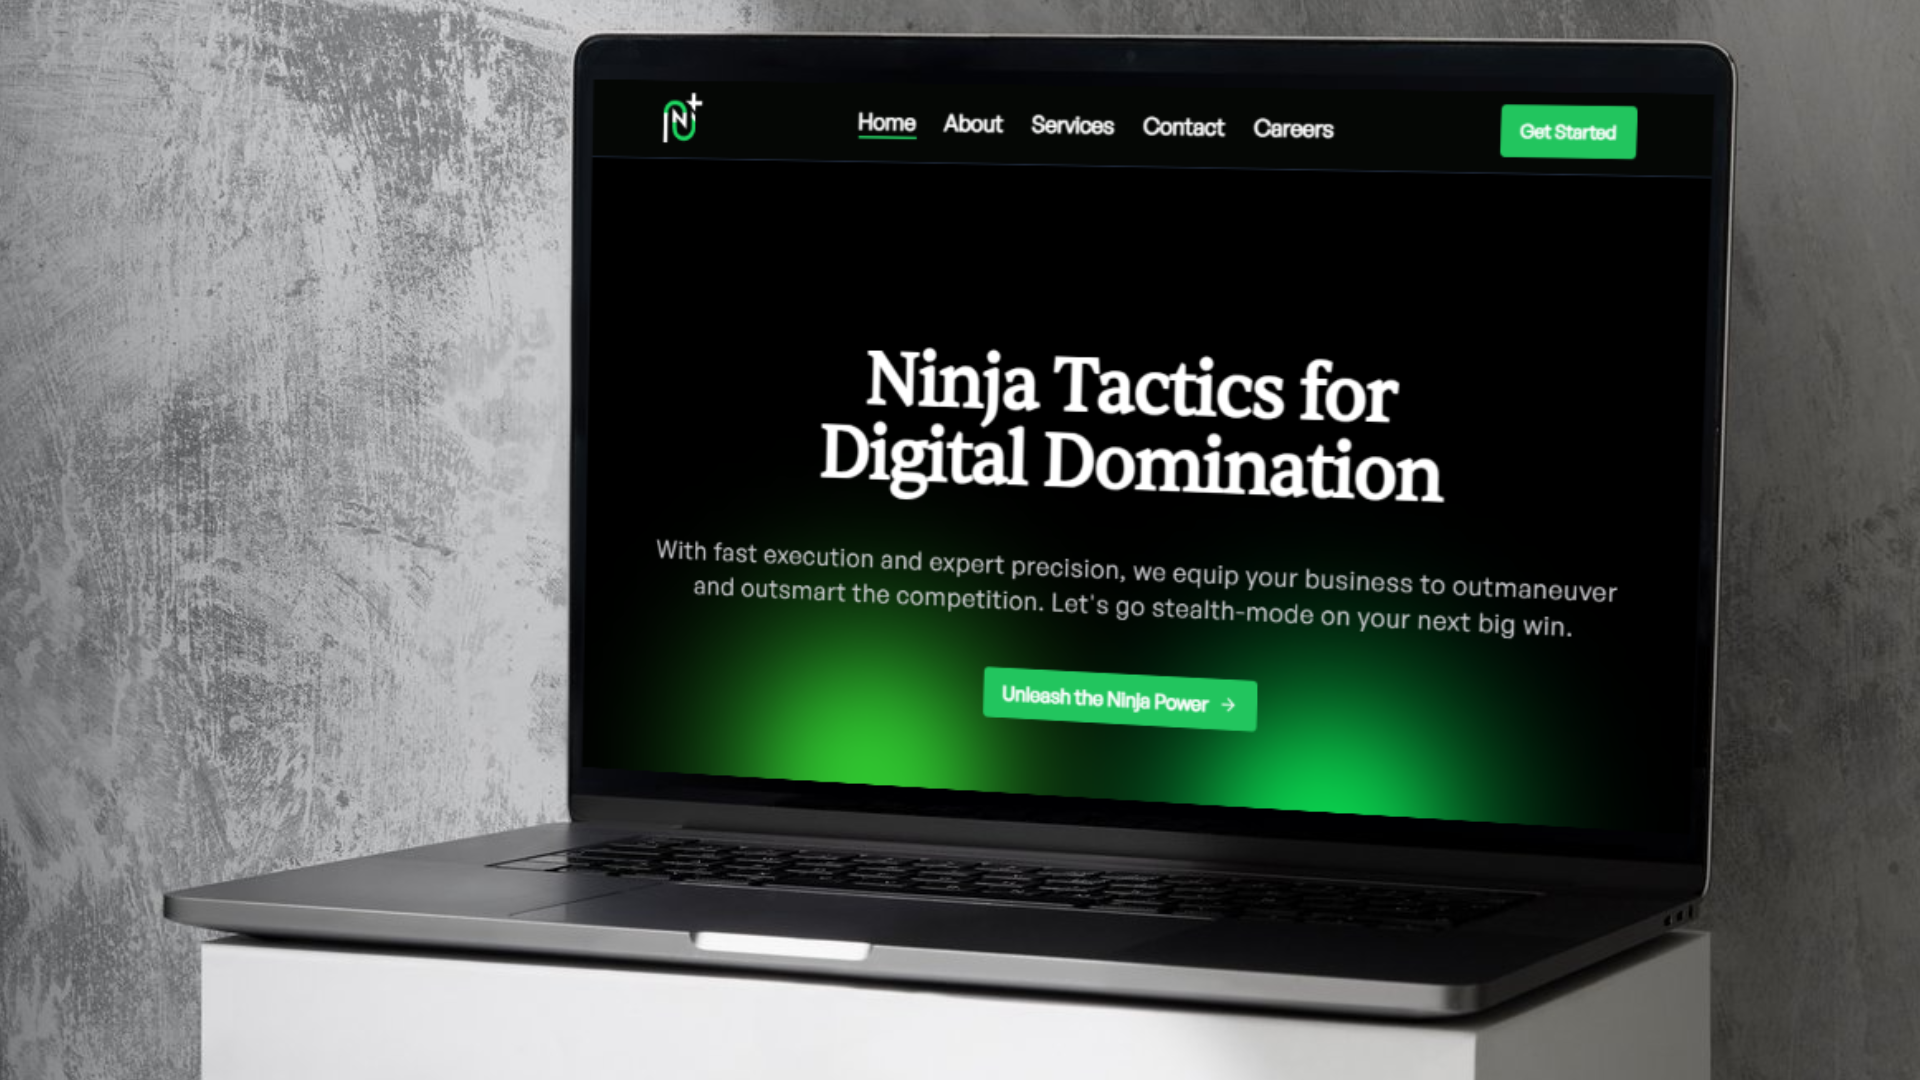 N+
Home About Services Contact Careers Get Started
Ninja Tactics for
Digital Domination
With fast execution and expert precision, we equip your business to outmaneuver
and outsmart the competition. Let's go stealth-mode on your next big win.
Unleash the Ninja Power →